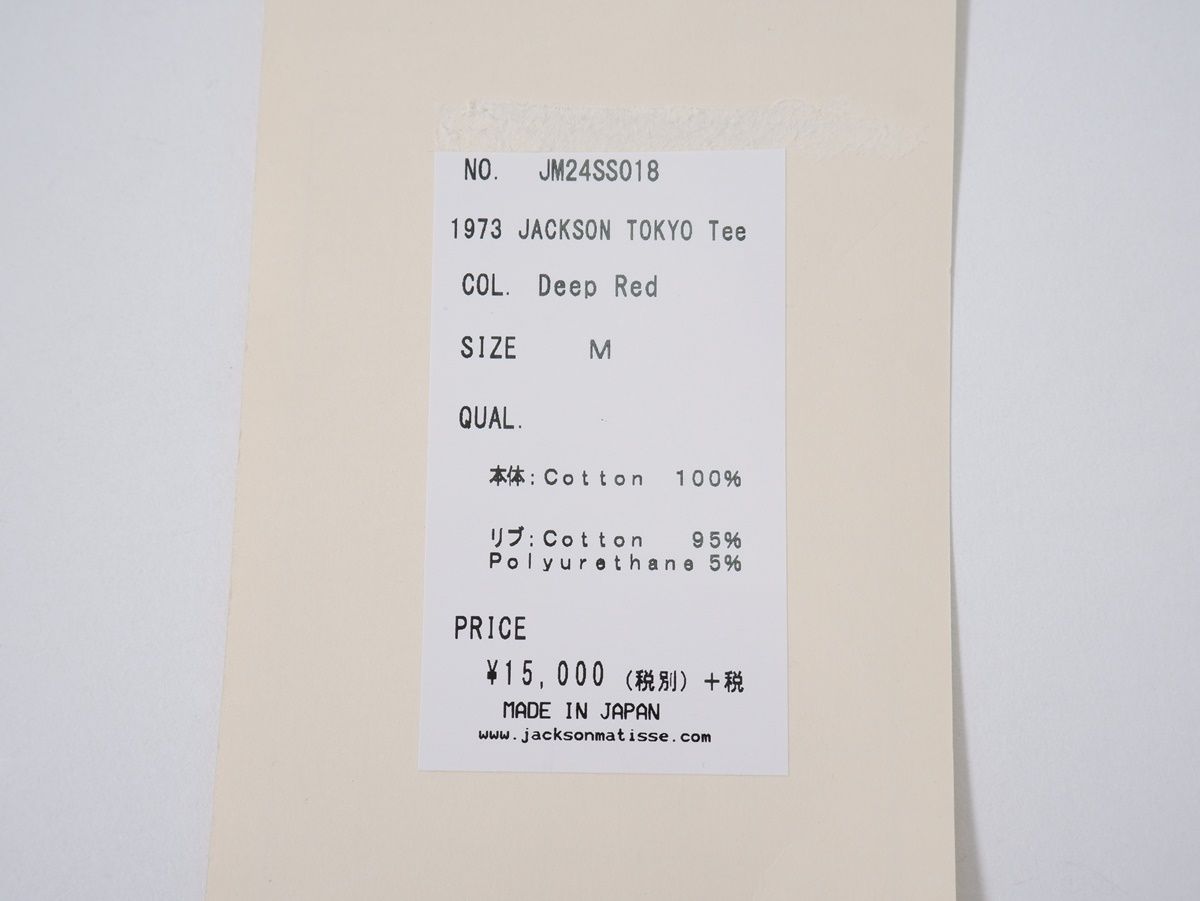 NO. JM24SS018
1973 JACKSON TOKYO Tee
COL. Deep Red
SIZE M
QUAL.
本体:Cotton 100%
リブ:Cotton 95%
Polyurethane 5%
PRICE
¥15,000 (税別)+税
MADE IN JAPAN
www.jacksonmatisse.com